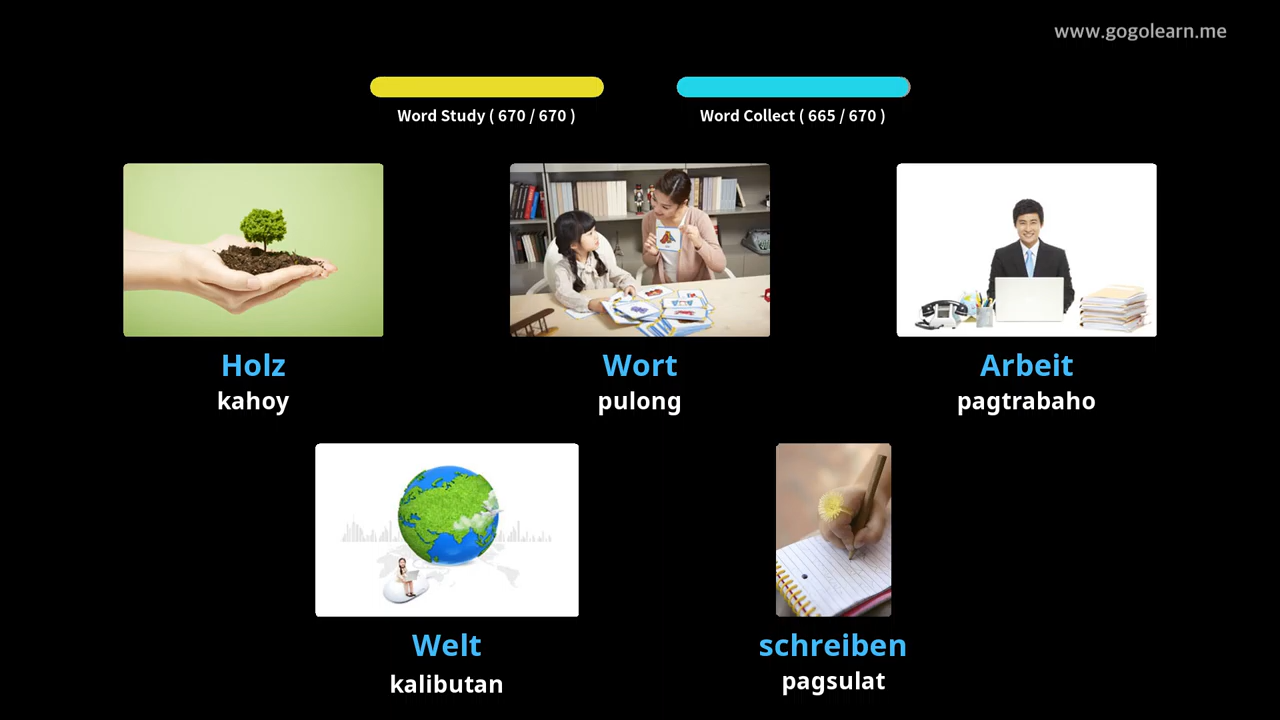 www.gogolearn.me
Word Study ( 670 / 670 )
Word Collect ( 665 / 670 )
Holz
kahoy
Wort
pulong
Arbeit
pagtrabaho
Welt
kalibutan
schreiben
pagsulat